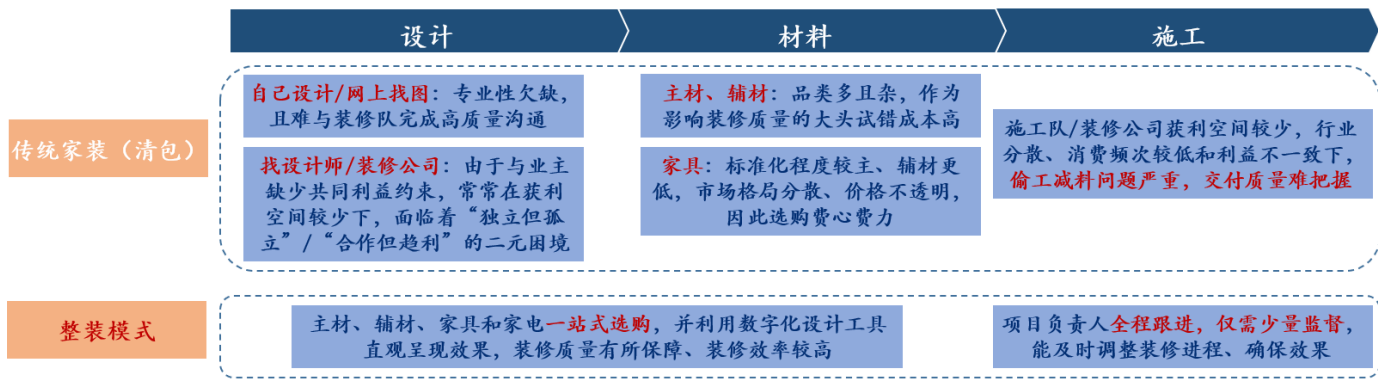 设计
材料
施工
传统家装（清包）
自己设计/网上找图：专业性欠缺，
且难与装修队完成高质量沟通
找设计师/装修公司：由于与业主
缺少共同利益约束，常常在获利
空间较少下，面临着“独立但孤
立”/“合作但趋利”的二元困境
主材、辅材：品类多且杂，作为
影响装修质量的大头试错成本高
家具：标准化程度较主、辅材更
低，市场格局分散、价格不透明，
因此选购费心费力
施工队/装修公司获利空间较少，行业
分散、消费频次较低和利益不一致下，
偷工减料问题严重，交付质量难把握
整装模式
主材、辅材、家具和家电一站式选购，并利用数字化设计工具
直观呈现效果，装修质量有所保障、装修效率较高
项目负责人全程跟进，仅需少量监督，
能及时调整装修进程、确保效果